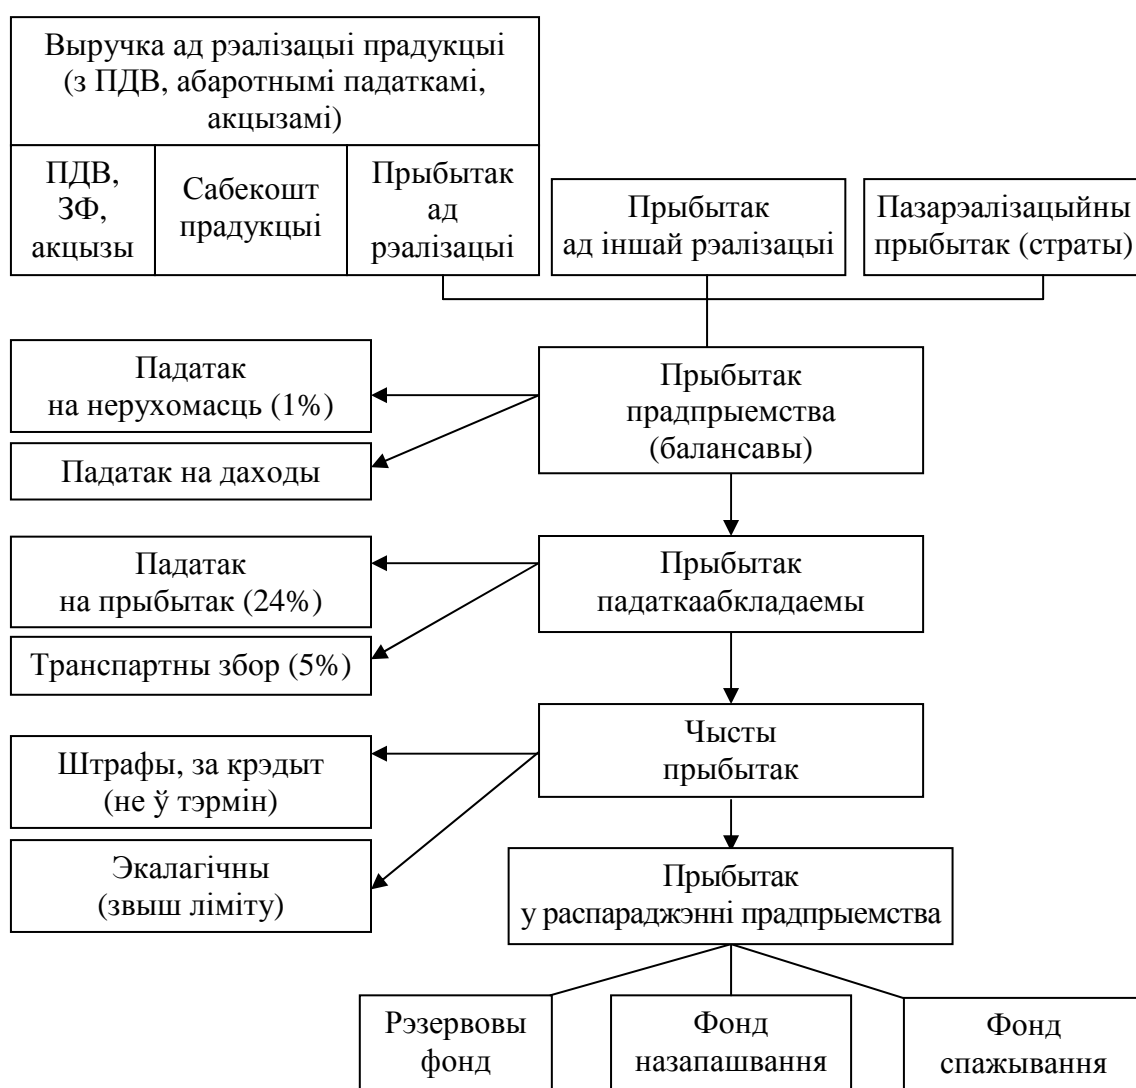 Выручка ад рэалізацыі прадукцыі
(з ПДВ, абаротнымі падаткамі,
акцызамі)
ПДВ,
ЗФ,
акцызы
Сабекошт
прадукцыі
Прыбытак
ад
рэалізацыі
Прыбытак
ад іншай рэалізацыі
Пазарэалізацыйны
прыбытак (страты)
Падатак
на нерухомасць (1%)
Падатак на даходы
Прыбытак
прадпрыемства
(балансавы)
Падатак
на прыбытак (24%)
Транспартны збор (5%)
Прыбытак
падаткаабкладаемы
Штрафы, за крэдыт
(не ў тэрмін)
Экалагічны
(звыш ліміту)
Чысты
прыбытак
Прыбытак
у распараджэнні прадпрыемства
Рэзервовы
фонд
Фонд
назапашвання
Фонд
спажывання